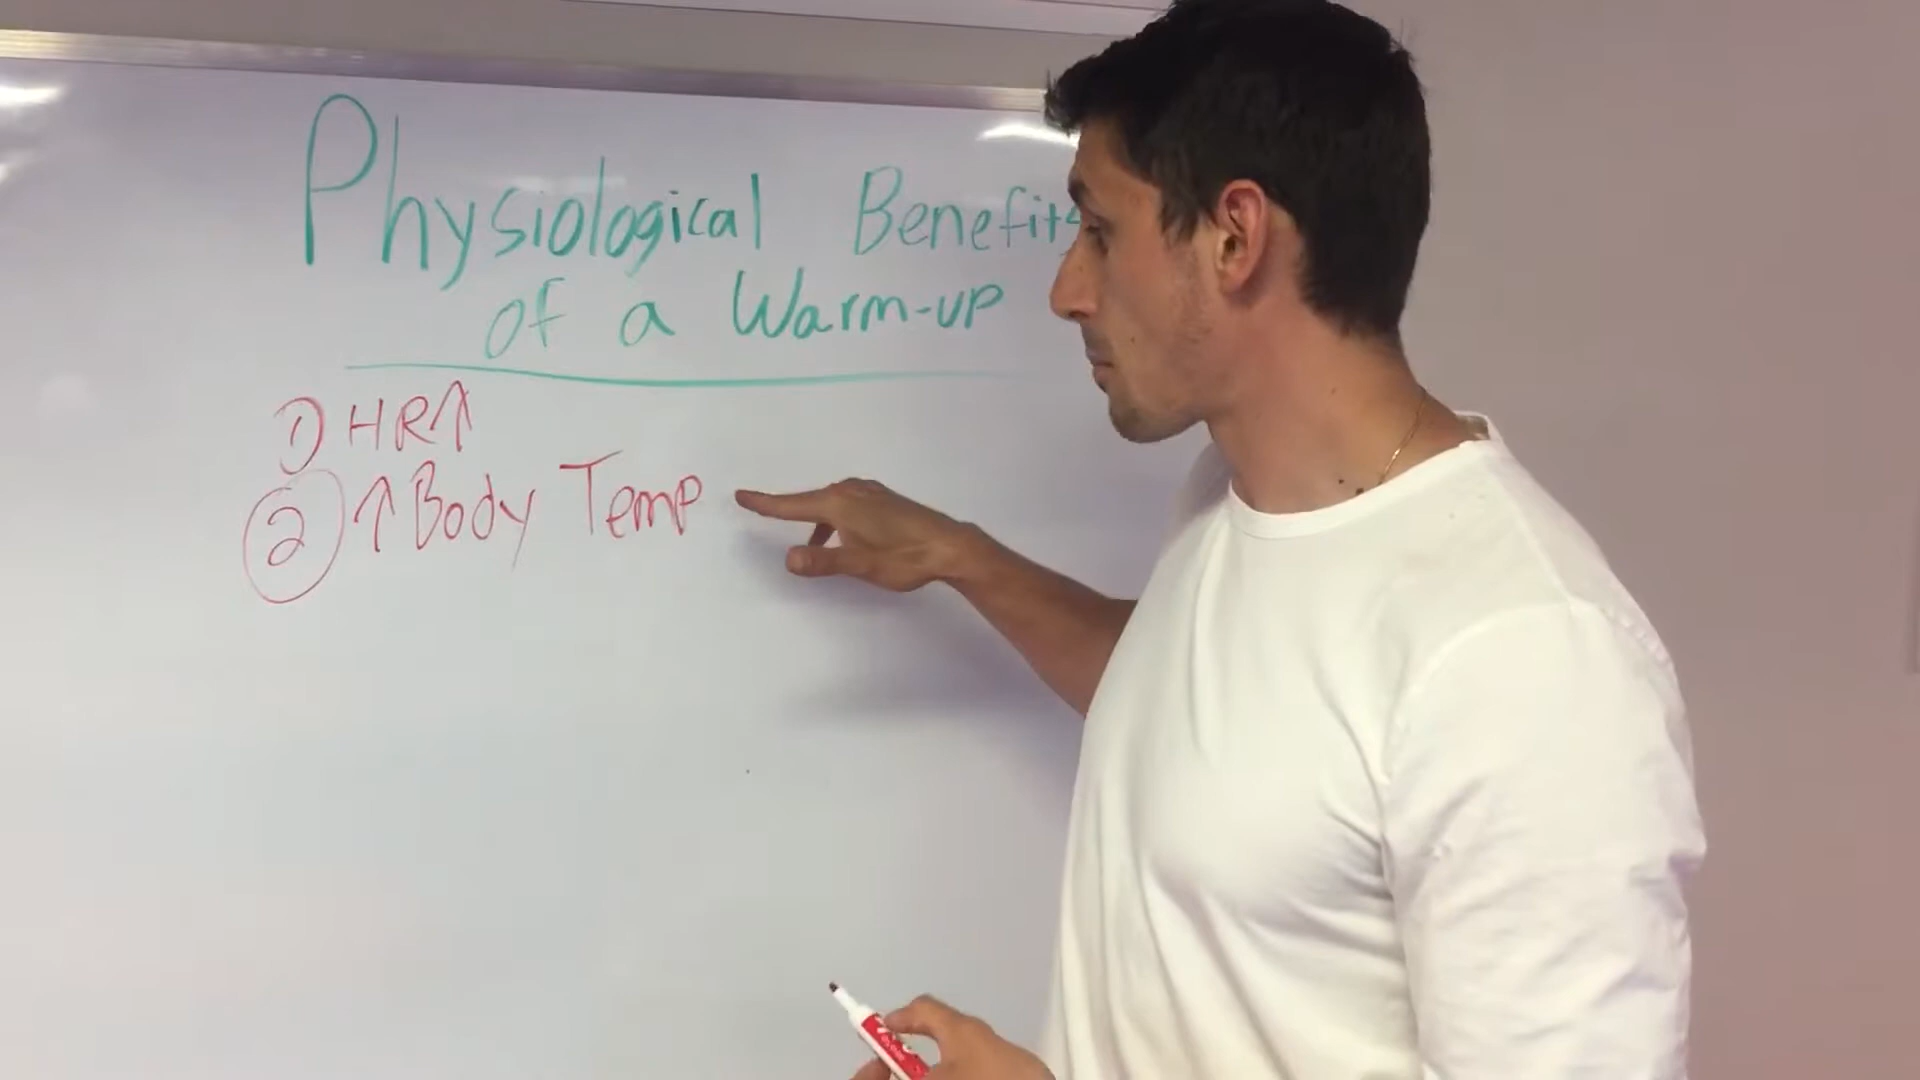 Physiological Benefits
of a Warm-up
1) HR↑
2 ↑ Body Temp